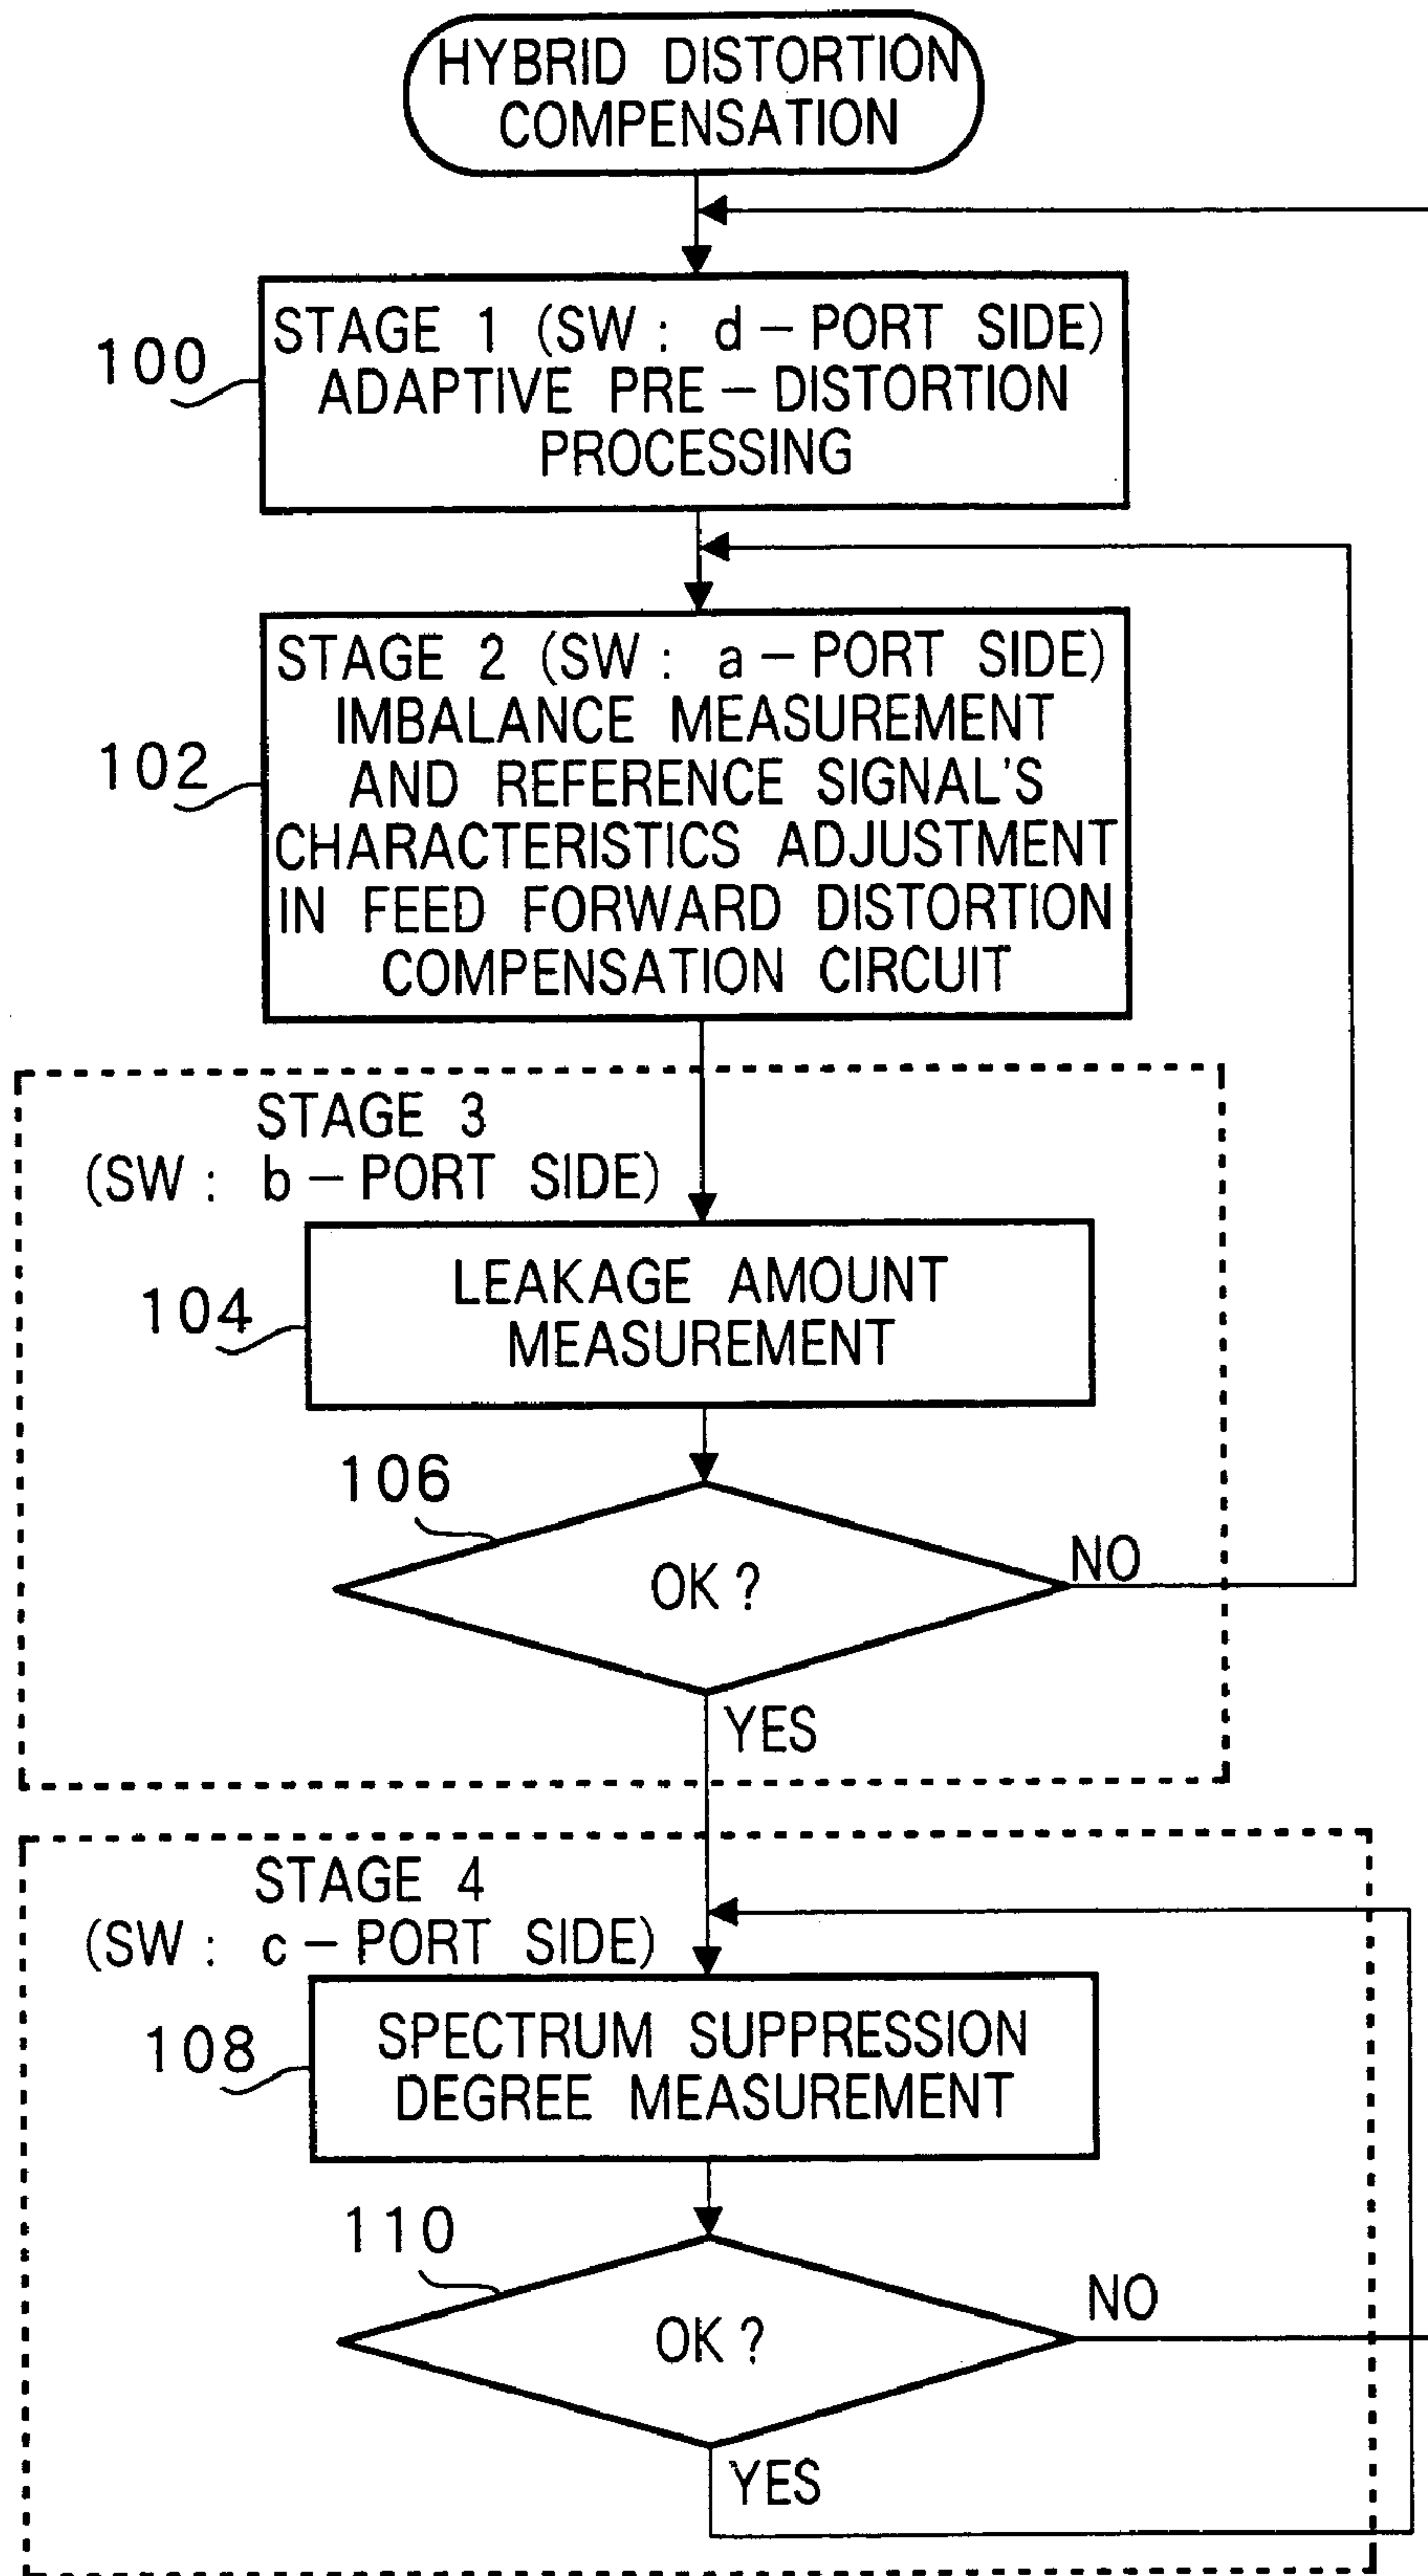 HYBRID DISTORTION
COMPENSATION
100
STAGE 1 (SW : d – PORT SIDE)
ADAPTIVE PRE – DISTORTION
PROCESSING
102
STAGE 2 (SW : a – PORT SIDE)
IMBALANCE MEASUREMENT
AND REFERENCE SIGNAL'S
CHARACTERISTICS ADJUSTMENT
IN FEED FORWARD DISTORTION
COMPENSATION CIRCUIT
STAGE 3
(SW : b – PORT SIDE)
104
LEAKAGE AMOUNT
MEASUREMENT
106
OK ?
NO
YES
STAGE 4
(SW : c – PORT SIDE)
108
SPECTRUM SUPPRESSION
DEGREE MEASUREMENT
110
OK ?
NO
YES